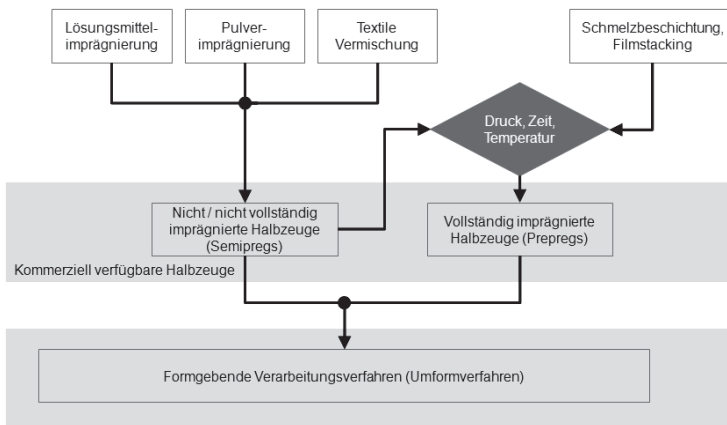 Lösungsmittel-
imprägnierung
Pulver-
imprägnierung
Textile
Vermischung
Schmelzbeschichtung,
Filmstacking
Druck, Zeit,
Temperatur
Nicht / nicht vollständig
imprägnierte Halbzeuge
(Semipregs)
Vollständig imprägnierte
Halbzeuge (Prepregs)
Kommerziell verfügbare Halbzeuge
Formgebende Verarbeitungsverfahren (Umformverfahren)